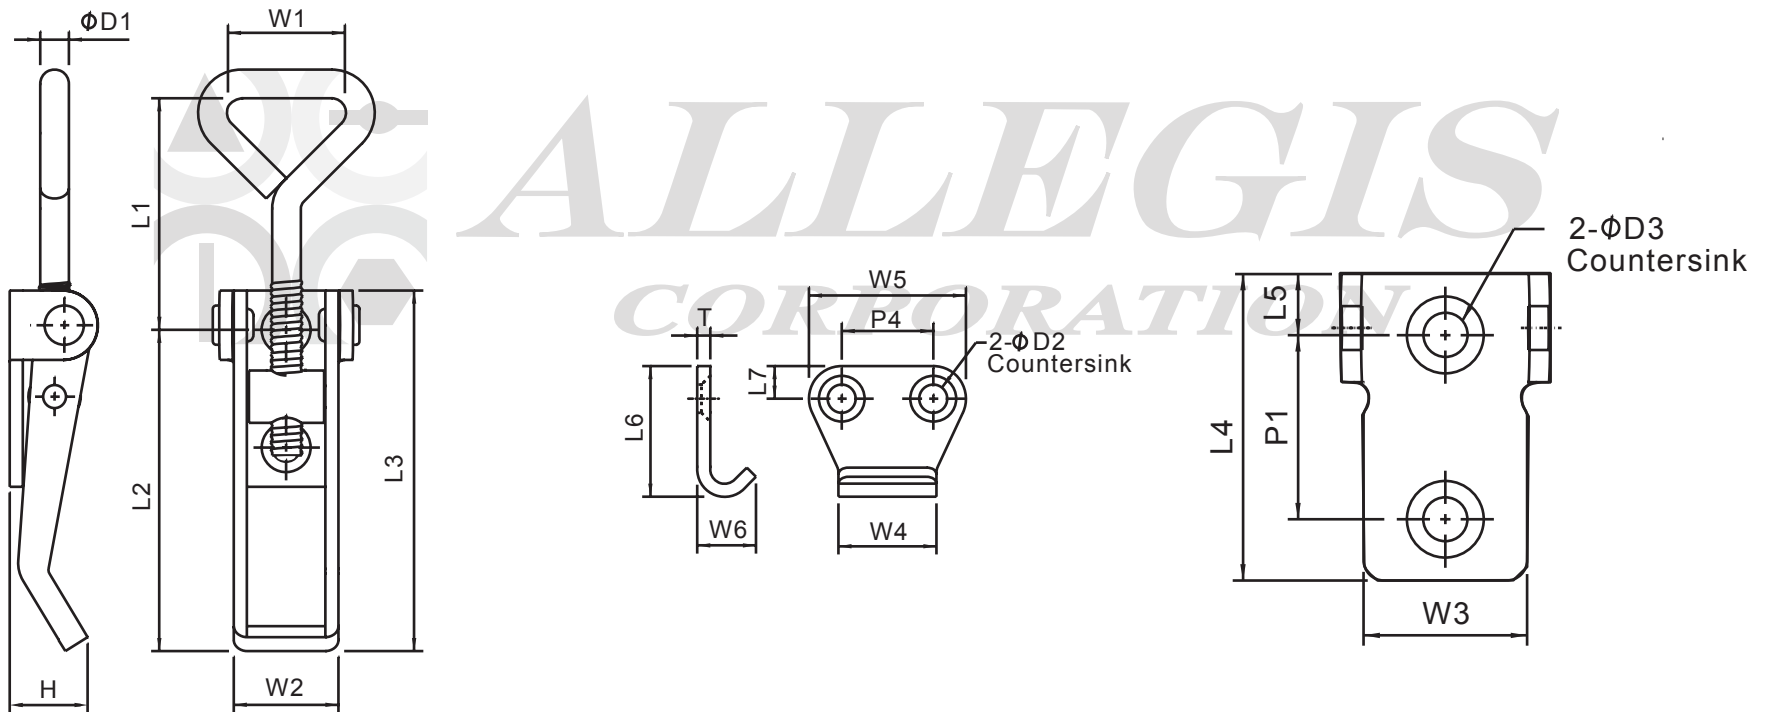 ΦD1
W1
ALLEGIS
CORPORATION
L1
L2
L3
H
W2
T
W5
P4
2-ΦD2
Countersink
L7
L6
W6
W4
2-ΦD3
Countersink
L5
P1
L4
W3